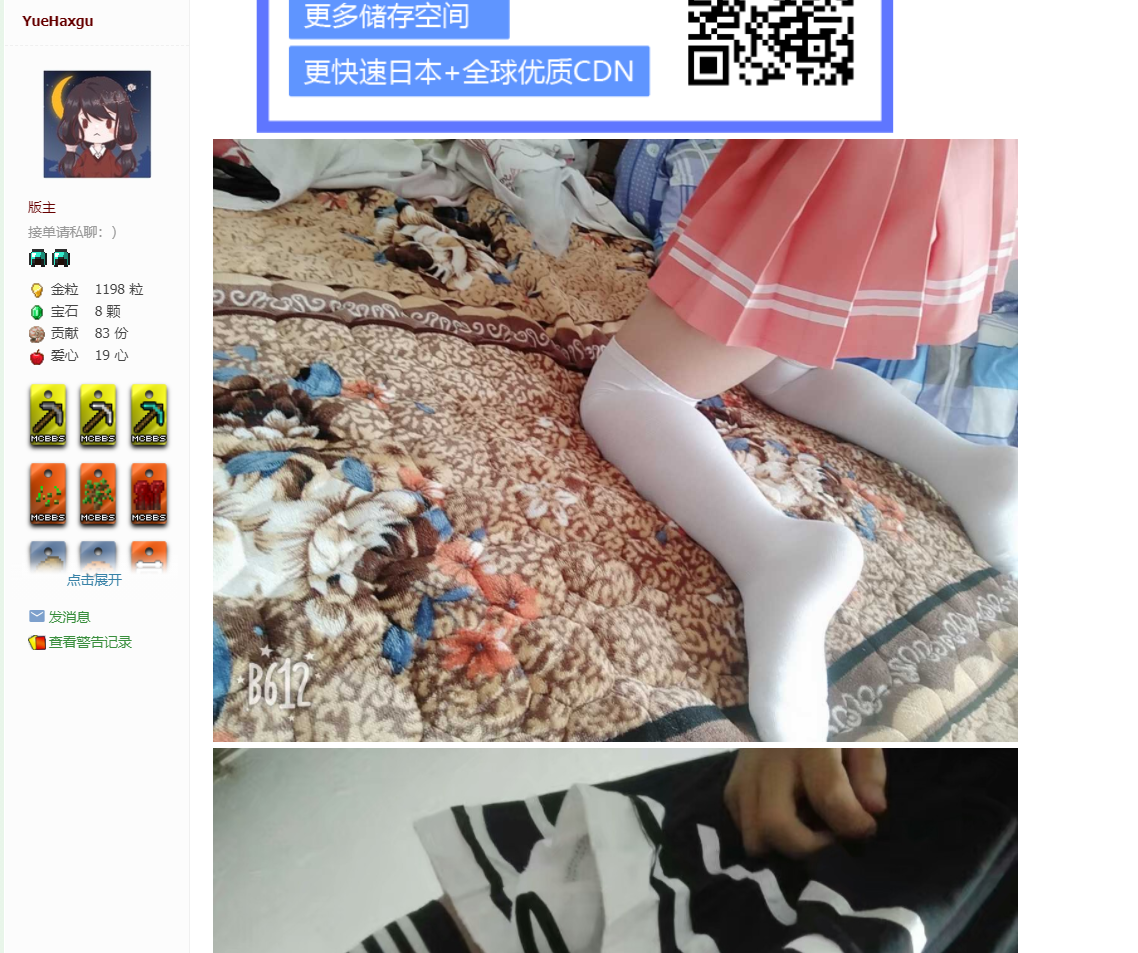 YueHaxgu
版主
接单请私聊：)
金粒 1198 粒
宝石 8 颗
贡献 83 份
爱心 19 心
MCBBS MCBBS MCBBS
MCBBS MCBBS MCBBS
点击展开
发消息
查看警告记录
更多储存空间
更快速日本+全球优质CDN
B612